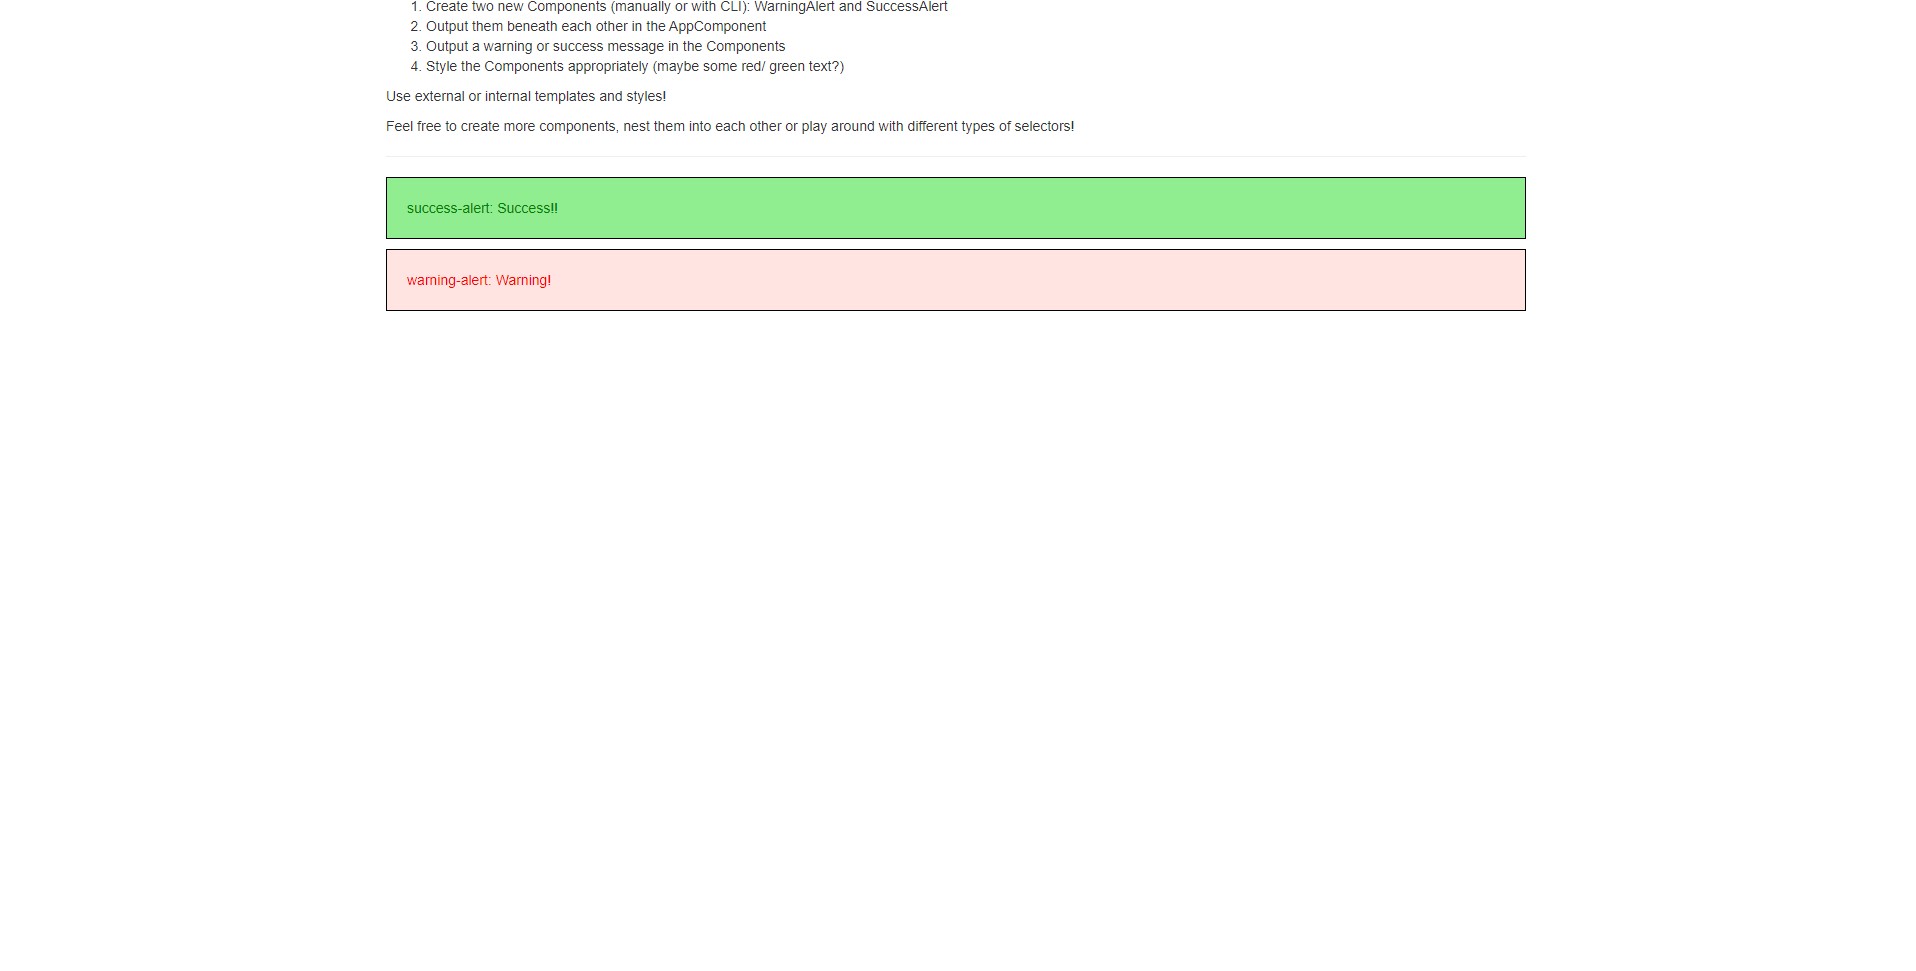 1. Create two new Components (manually or with CLI): WarningAlert and SuccessAlert
2. Output them beneath each other in the AppComponent
3. Output a warning or success message in the Components
4. Style the Components appropriately (maybe some red/ green text?)
Use external or internal templates and styles!
Feel free to create more components, nest them into each other or play around with different types of selectors!
success-alert: Success!!
warning-alert: Warning!